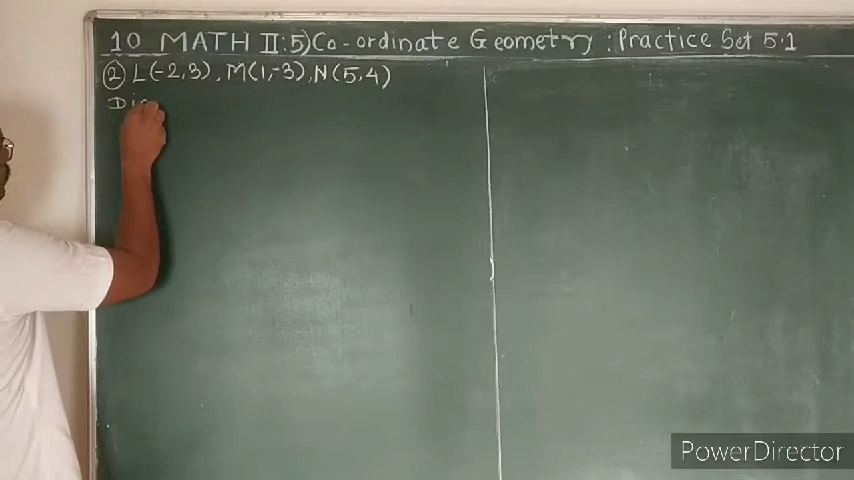 10 MATH II:5) Co-ordinate Geometry : Practice Set 5.1
② L(-2,3), M(1,-3), N(5,4)
Dis
PowerDirector